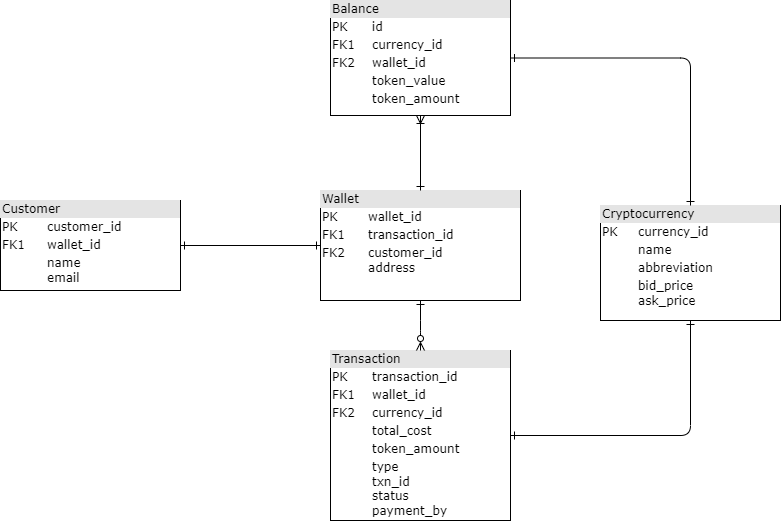 Balance
PK id
FK1 currency_id
FK2 wallet_id
token_value
token_amount
Customer
PK customer_id
FK1 wallet_id
name
email
Wallet
PK wallet_id
FK1 transaction_id
FK2 customer_id
address
Cryptocurrency
PK currency_id
name
abbreviation
bid_price
ask_price
Transaction
PK transaction_id
FK1 wallet_id
FK2 currency_id
total_cost
token_amount
type
txn_id
status
payment_by